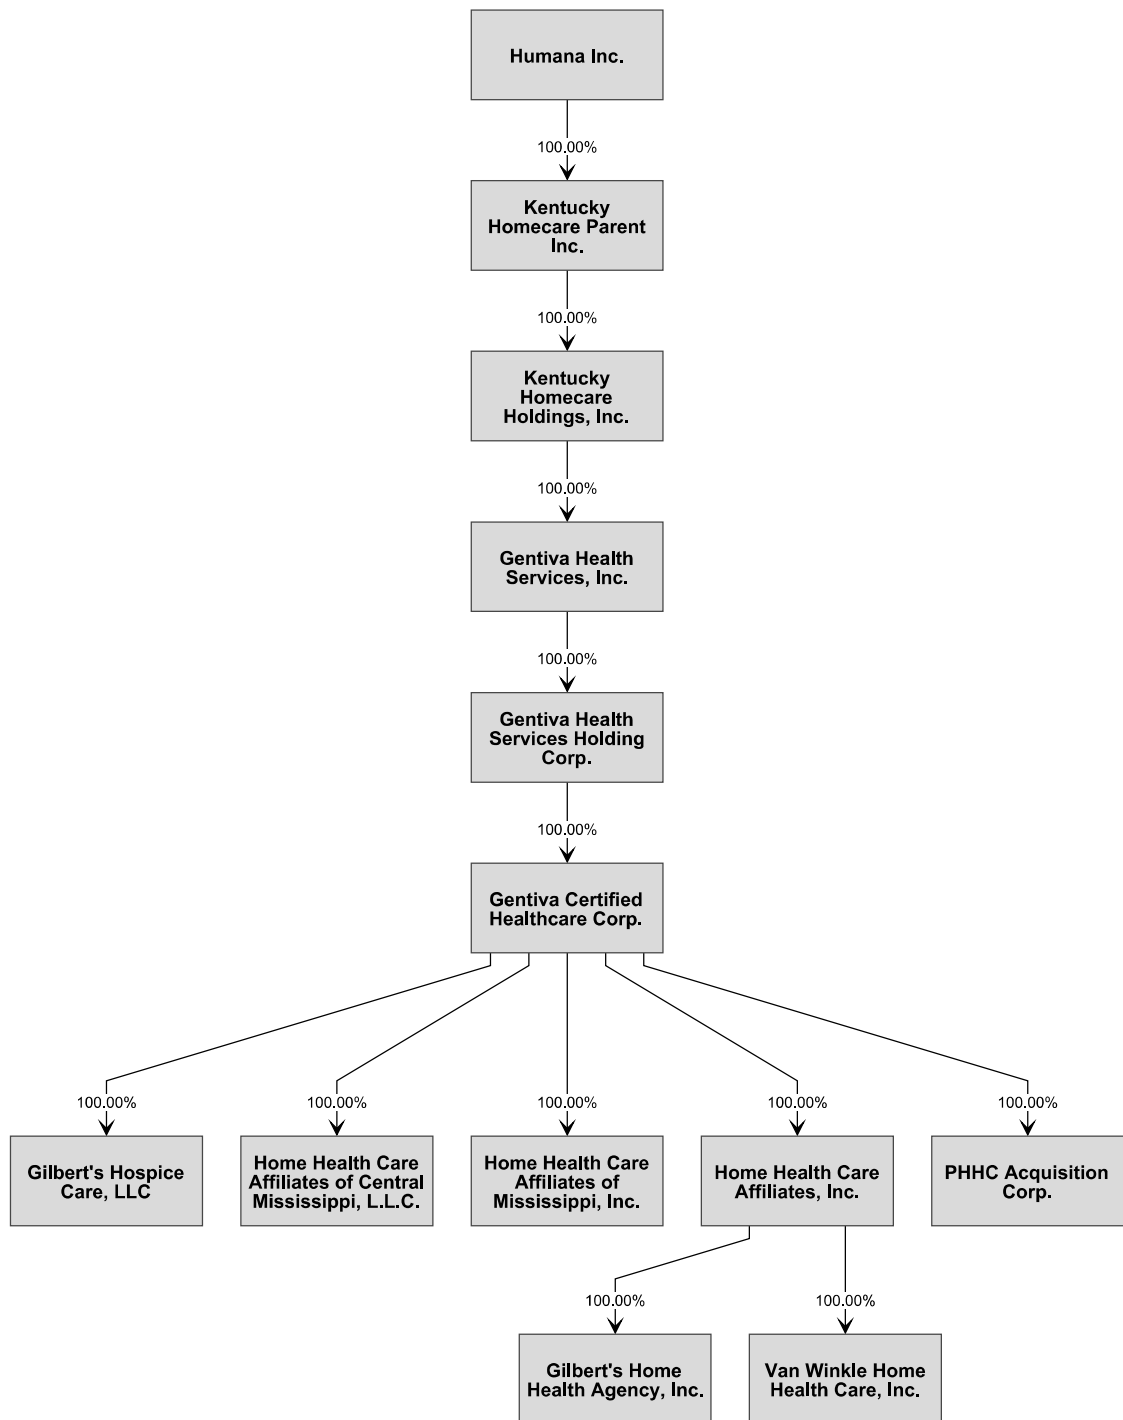 Humana Inc.
100.00%
Kentucky
Homecare Parent
Inc.
100.00%
Kentucky
Homecare
Holdings, Inc.
100.00%
Gentiva Health
Services, Inc.
100.00%
Gentiva Health
Services Holding
Corp.
100.00%
Gentiva Certified
Healthcare Corp.
100.00%
100.00%
100.00%
100.00%
100.00%
Gilbert's Hospice
Care, LLC
Home Health Care
Affiliates of Central
Mississippi, L.L.C.
Home Health Care
Affiliates of
Mississippi, Inc.
Home Health Care
Affiliates, Inc.
PHHC Acquisition
Corp.
100.00%
100.00%
Gilbert's Home
Health Agency, Inc.
Van Winkle Home
Health Care, Inc.